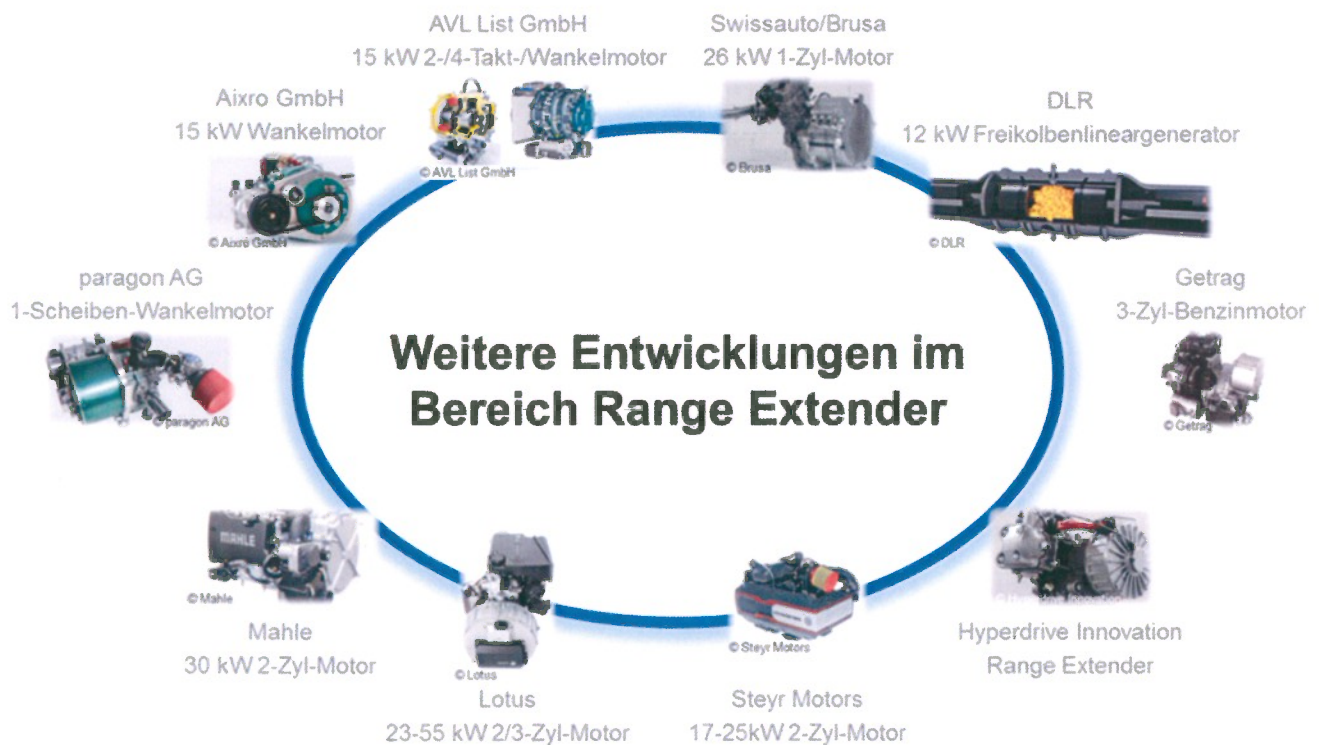 AVL List GmbH
15 kW 2-/4-Takt-/Wankelmotor
© AVL List GmbH
Swissauto/Brusa
26 kW 1-Zyl-Motor
© Brusa
Aixro GmbH
15 kW Wankelmotor
© Aixro GmbH
DLR
12 kW Freikolbenlineargenerator
© DLR
paragon AG
1-Scheiben-Wankelmotor
© paragon AG
Getrag
3-Zyl-Benzinmotor
© Getrag
Weitere Entwicklungen im
Bereich Range Extender
MAHLE
© Mahle
Mahle
30 kW 2-Zyl-Motor
© Lotus
Lotus
23-55 kW 2/3-Zyl-Motor
© Steyr Motors
Steyr Motors
17-25kW 2-Zyl-Motor
© Hyperdrive Innovation
Hyperdrive Innovation
Range Extender